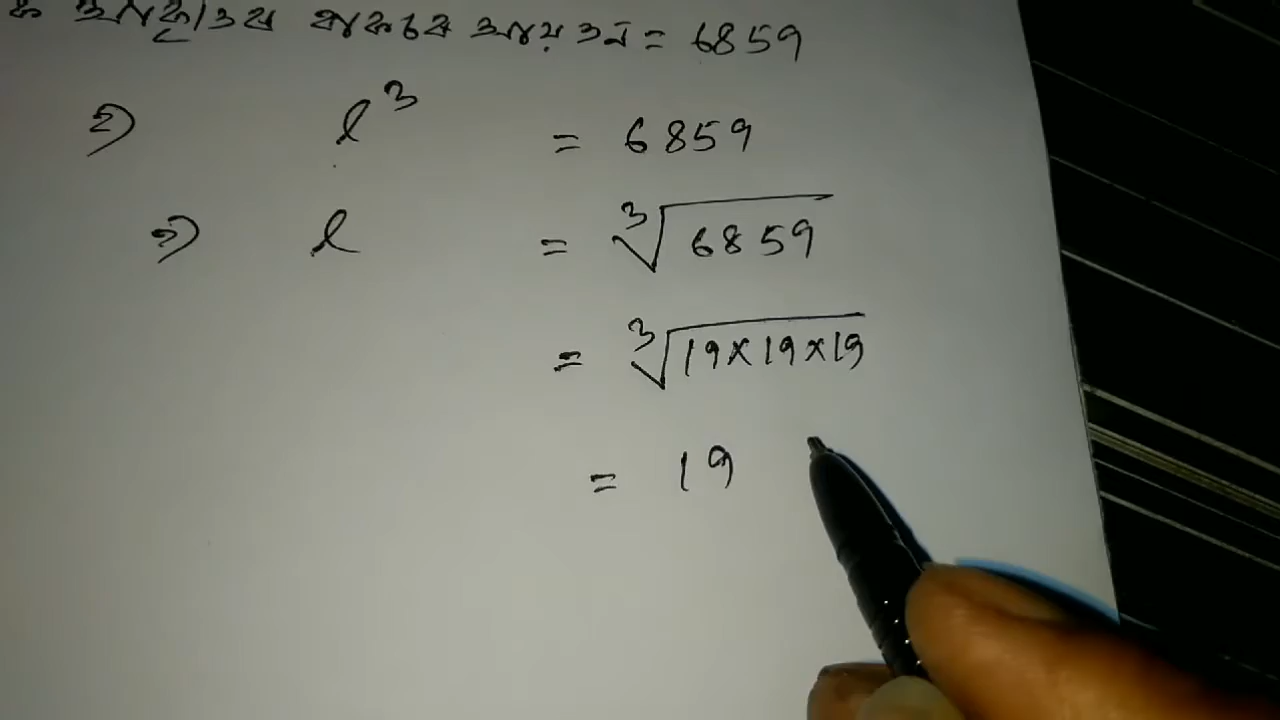 = 6859
⇒ l³ = 6859
⇒ l = ∛6859
= ∛19×19×19
= 19